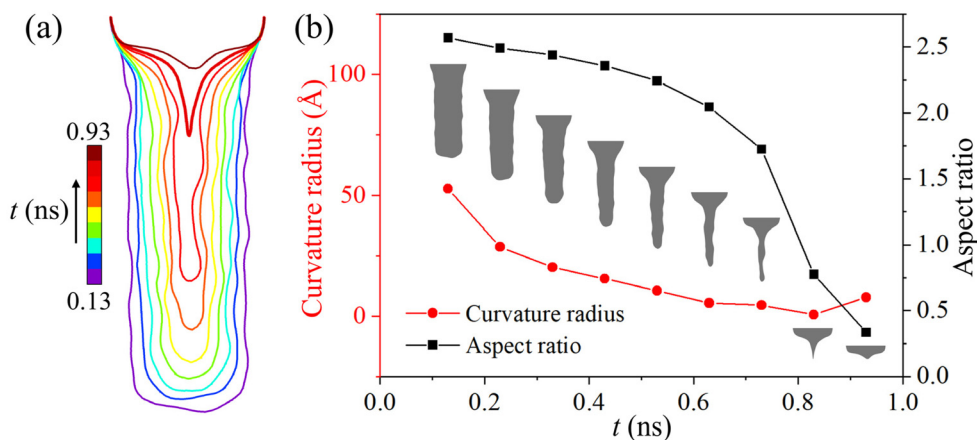 (a)
0.93
t (ns)
0.13
(b)
Curvature radius (Å)
100
50
0
Curvature radius
Aspect ratio
2.5
2.0
1.5
1.0
0.5
0.0
Aspect ratio
0.0 0.2 0.4 0.6 0.8 1.0
t (ns)